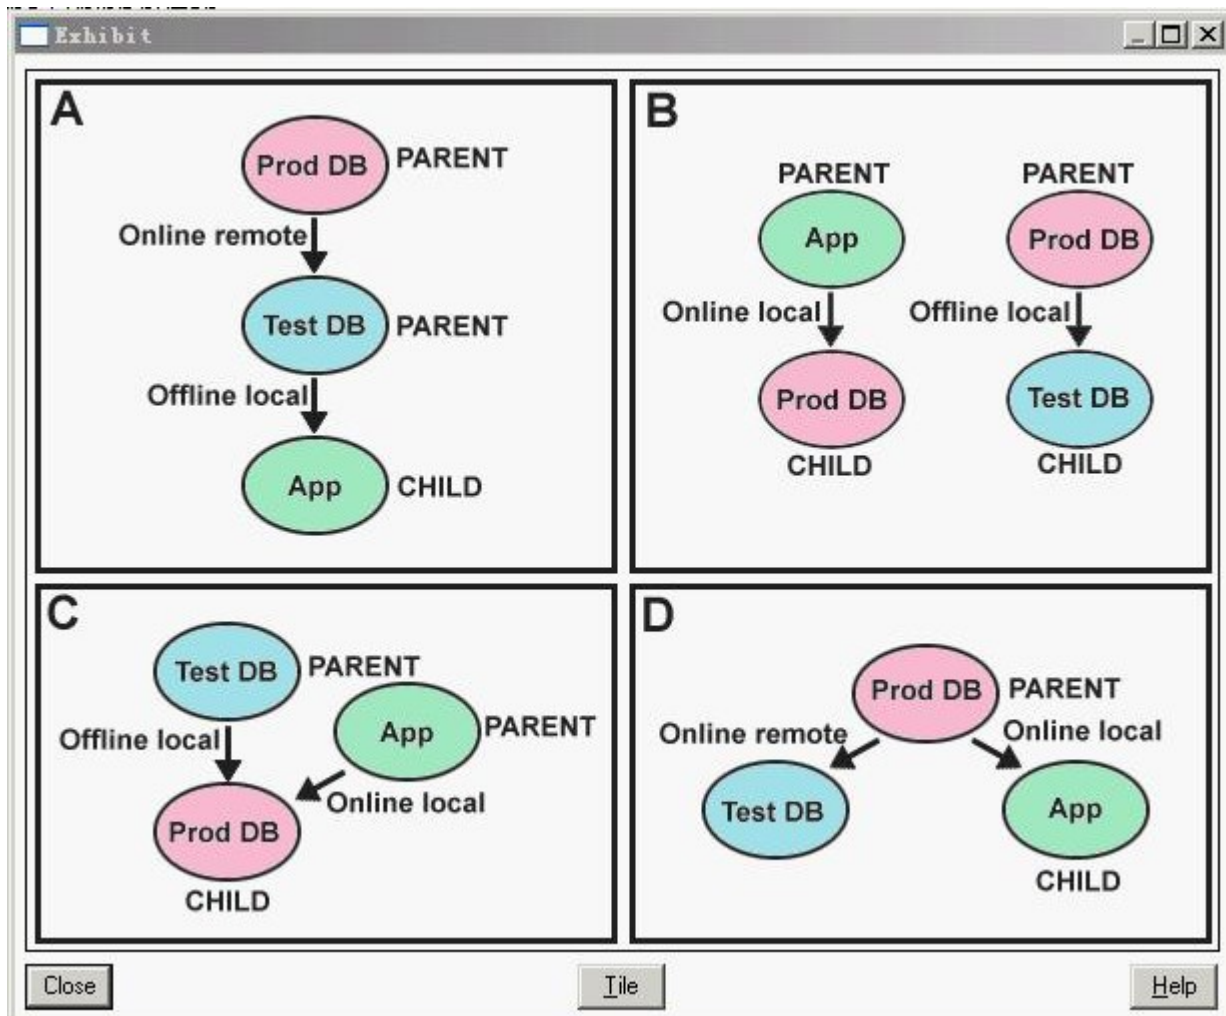 Exhibit
A
Prod DB PARENT
Online remote
Test DB PARENT
Offline local
App CHILD
B
PARENT PARENT
App Prod DB
Online local Offline local
Prod DB Test DB
CHILD CHILD
C
Test DB PARENT
App PARENT
Offline local
Online local
Prod DB
CHILD
D
Prod DB PARENT
Online remote Online local
Test DB App
CHILD
Close Tile Help